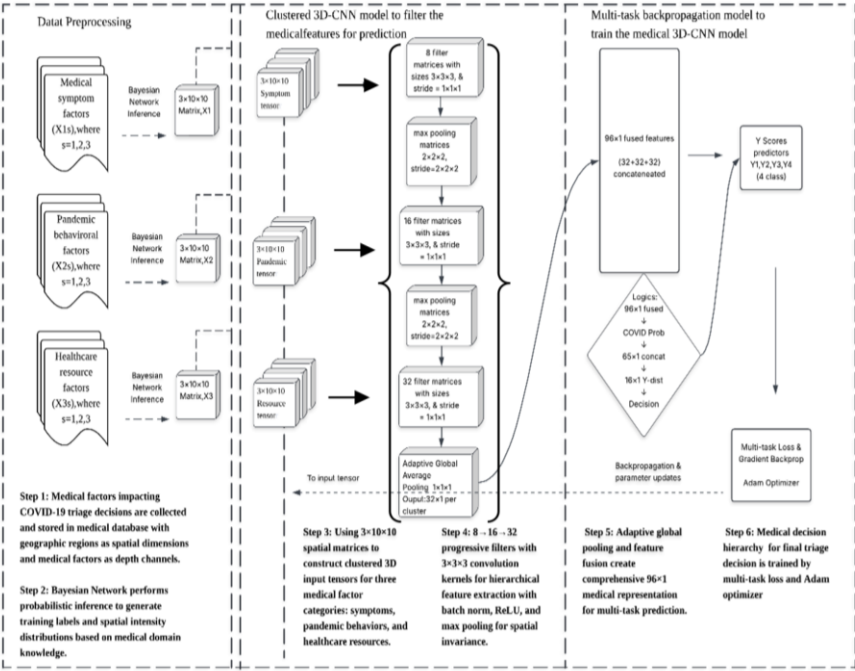 Datat Preprocessing
Clustered 3D-CNN model to filter the
medicalfeatures for prediction
Multi-task backpropagation model to
train the medical 3D-CNN model
Medical
symptom
factors
(X1s),where
s=1,2,3
Bayesian
Network
Inference
3×10×10
Matrix,X1
Pandemic
behaviroral
factors
(X2s),where
s=1,2,3
Bayesian
Network
Inference
3×10×10
Matrix,X2
Healthcare
resource
factors
(X3s),where
s=1,2,3
Bayesian
Network
Inference
3×10×10
Matrix,X3
Step 1: Medical factors impacting
COVID-19 triage decisions are collected
and stored in medical database with
geographic regions as spatial dimensions
and medical factors as depth channels.
Step 2: Bayesian Network performs
probabilistic inference to generate
training labels and spatial intensity
distributions based on medical domain
knowledge.
3×10×10
Symptom
tensor
3×10×10
Pandemic
tensor
3×10×10
Resource
tensor
8 filter
matrices with
sizes 3×3×3, &
stride = 1×1×1
max pooling
matrices
2×2×2,
stride=2×2×2
16 filter matrices
with sizes
3×3×3, & stride
= 1×1×1
max pooling
matrices
2×2×2,
stride=2×2×2
32 filter matrices
with sizes
3×3×3, & stride
= 1×1×1
Adaptive Global
Average
Pooling 1×1×1
Ouput:32×1 per
cluster
To input tensor
Step 3: Using 3×10×10
spatial matrices to
construct clustered 3D
input tensors for three
medical factor
categories: symptoms,
pandemic behaviors, and
healthcare resources.
Step 4: 8→16→32
progressive filters with
3×3×3 convolution
kernels for hierarchical
feature extraction with
batch norm, ReLU, and
max pooling for spatial
invariance.
96×1 fused features
(32+32+32)
concateneated
Y Scores
predictors
Y1,Y2,Y3,Y4
(4 class)
Logics:
96×1 fused
↓
COVID Prob
↓
65×1 concat
↓
16×1 Y-dist
↓
Decision
Multi-task Loss &
Gradient Backprop
Adam Optimizer
Backpropagation &
parameter updates
Step 5: Adaptive global
pooling and feature
fusion create
comprehensive 96×1
medical representation
for multi-task prediction.
Step 6: Medical decision
hierarchy for final triage
decision is trained by
multi-task loss and Adam
optimizer